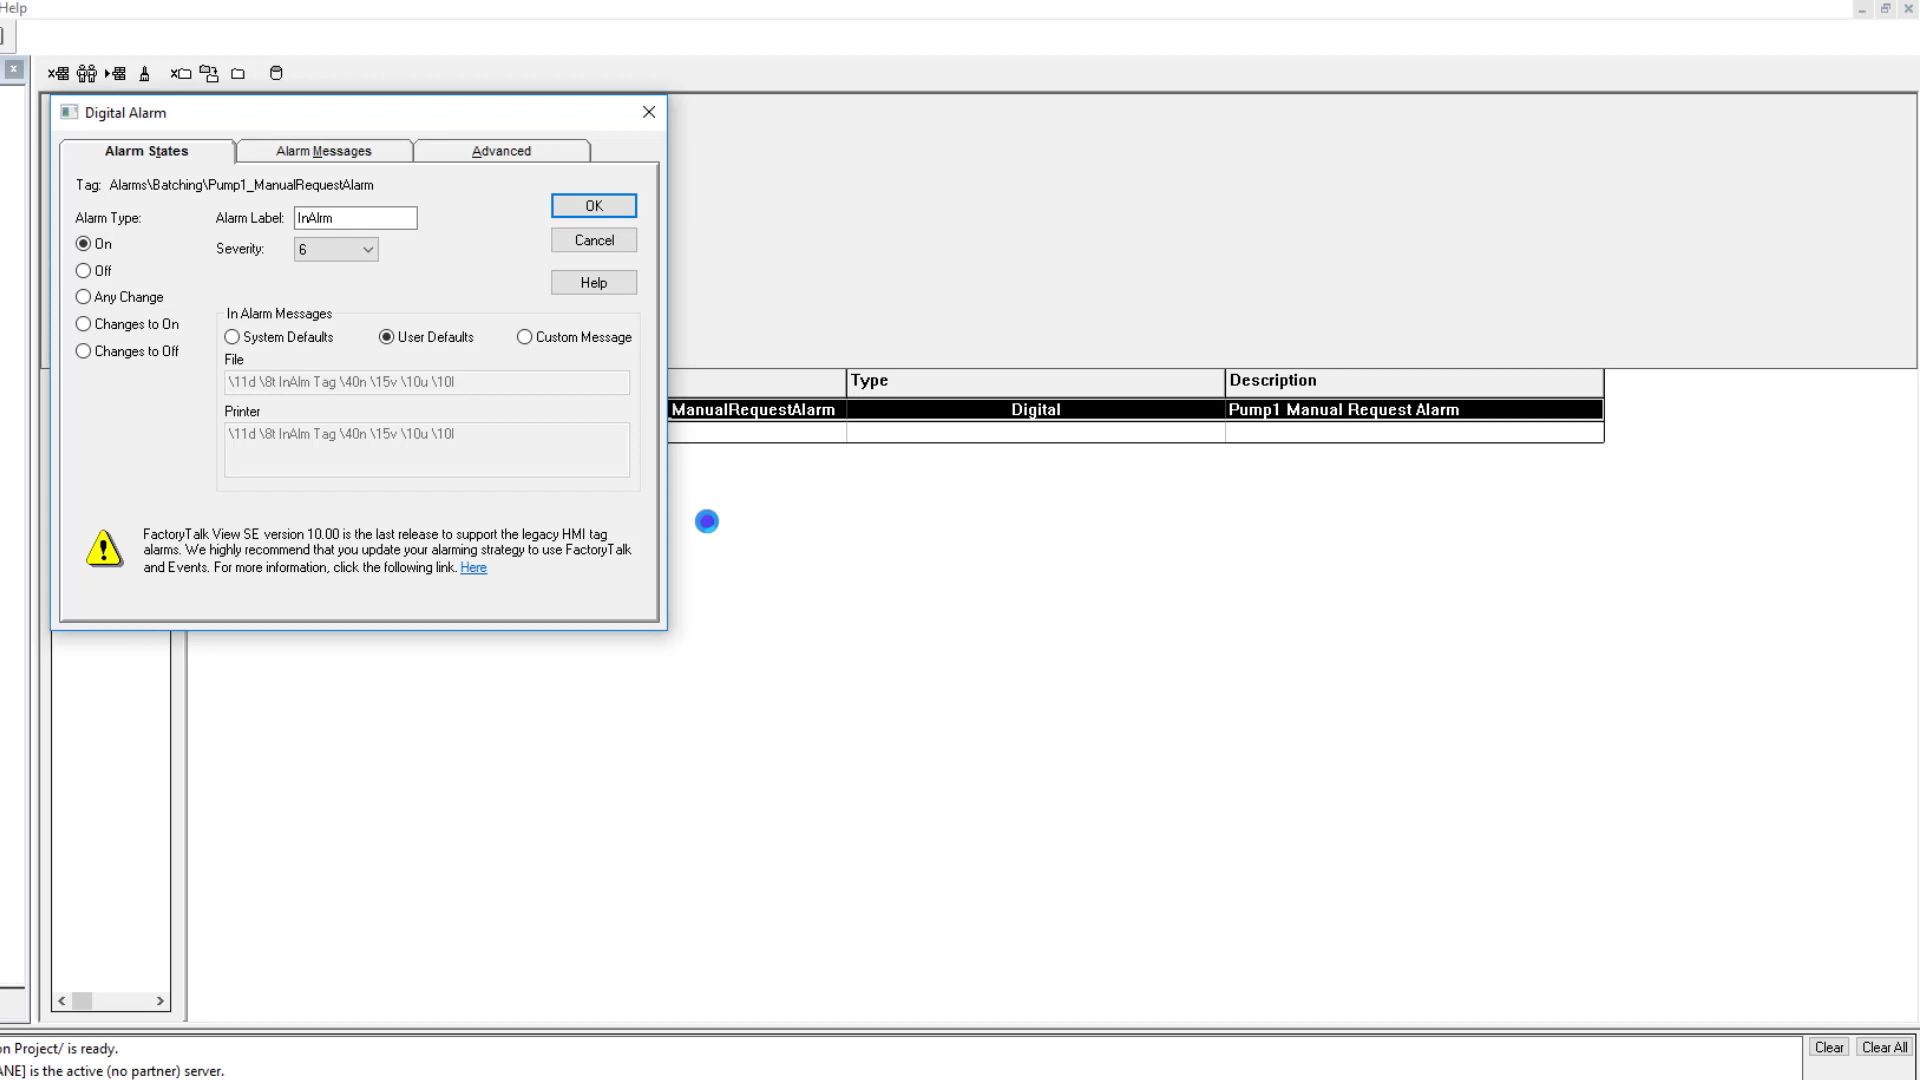 Help
Digital Alarm
Alarm States
Alarm Messages
Advanced
Tag: Alarms\Batching\Pump1_ManualRequestAlarm
OK
Alarm Type:
Alarm Label: InAlrm
On
Severity: 6
Cancel
Off
Help
Any Change
In Alarm Messages
Changes to On
System Defaults
User Defaults
Custom Message
Changes to Off
File
\11d \8t InAlm Tag \40n \15v \10u \10l
Printer
\11d \8t InAlm Tag \40n \15v \10u \10l
Type
Description
ManualRequestAlarm
Digital
Pump1 Manual Request Alarm
FactoryTalk View SE version 10.00 is the last release to support the legacy HMI tag
alarms. We highly recommend that you update your alarming strategy to use FactoryTalk
and Events. For more information, click the following link. Here
on Project/ is ready.
Clear
Clear All
ANE] is the active (no partner) server.